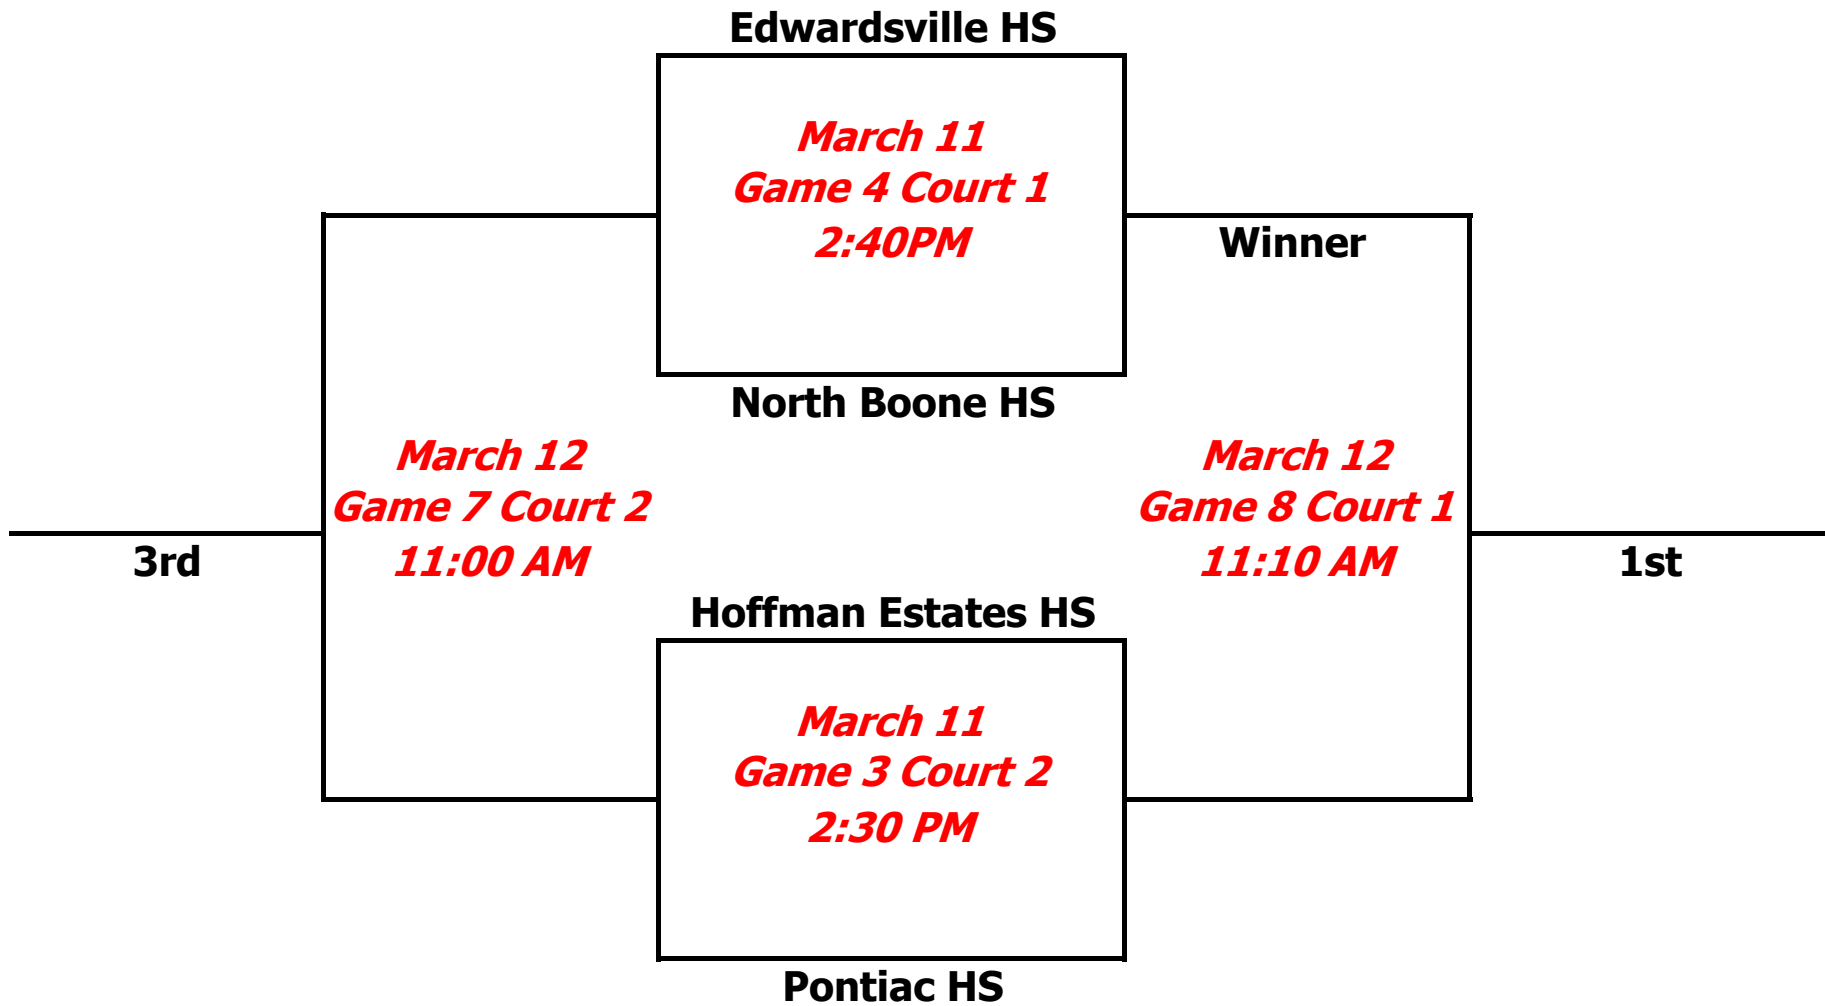 Edwardsville HS
March 11
Game 4 Court 1
2:40PM
Winner
North Boone HS
March 12
Game 7 Court 2
11:00 AM
3rd
March 12
Game 8 Court 1
11:10 AM
1st
Hoffman Estates HS
March 11
Game 3 Court 2
2:30 PM
Pontiac HS